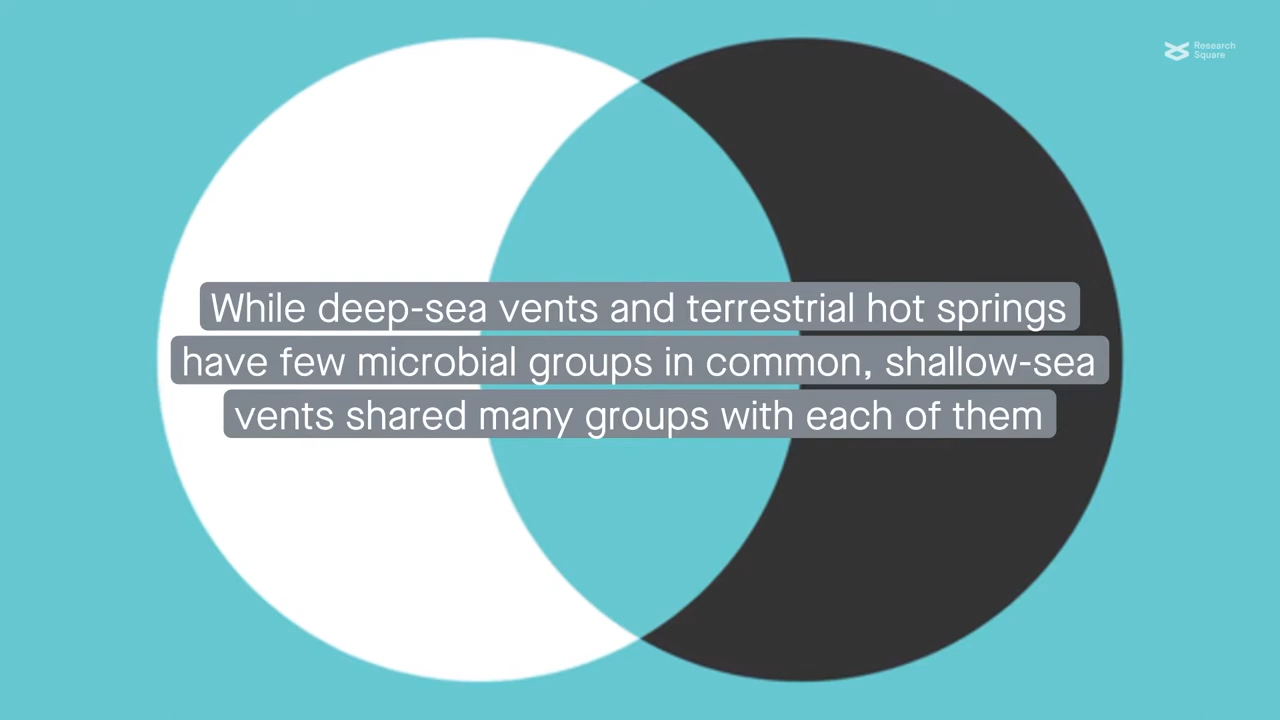 Research
Square
While deep-sea vents and terrestrial hot springs
have few microbial groups in common, shallow-sea
vents shared many groups with each of them